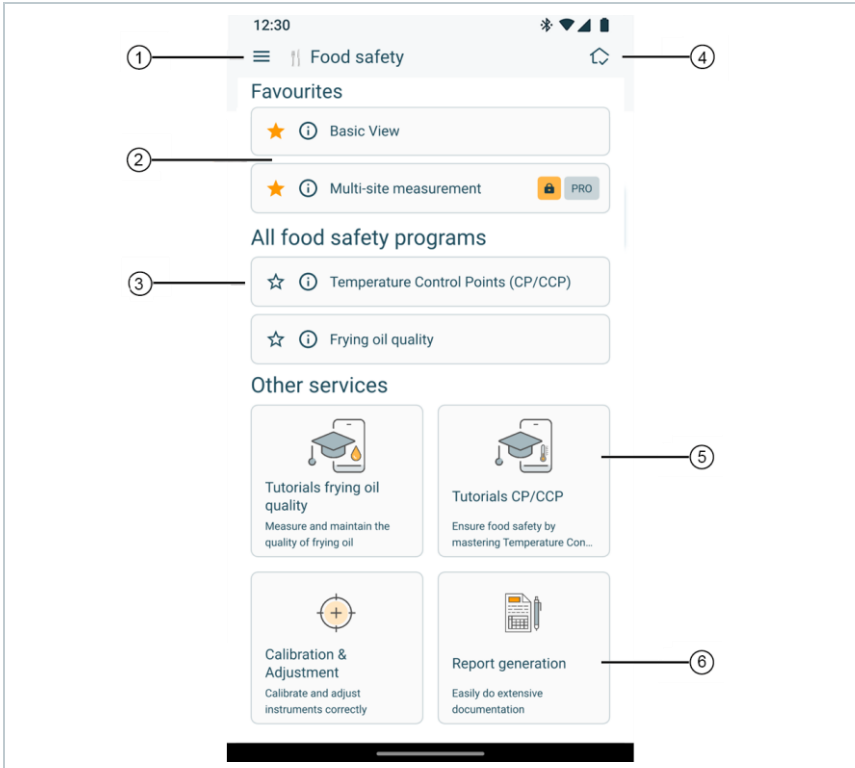 12:30
1 Food safety 4
Favourites
Basic View
2
Multi-site measurement PRO
All food safety programs
3 Temperature Control Points (CP/CCP)
Frying oil quality
Other services
5
Tutorials frying oil
quality
Measure and maintain the
quality of frying oil
Tutorials CP/CCP
Ensure food safety by
mastering Temperature Con...
Calibration &
Adjustment
Calibrate and adjust
instruments correctly
Report generation 6
Easily do extensive
documentation